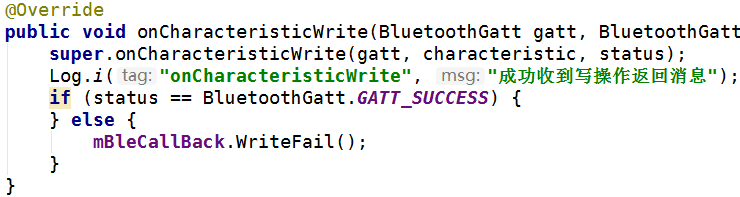 @Override
public void onCharacteristicWrite(BluetoothGatt gatt, BluetoothGatt
    super.onCharacteristicWrite(gatt, characteristic, status);
    Log.i( tag: "onCharacteristicWrite", msg: "成功收到写操作返回消息");
    if (status == BluetoothGatt.GATT_SUCCESS) {
    } else {
        mBleCallBack.WriteFail();
    }
}